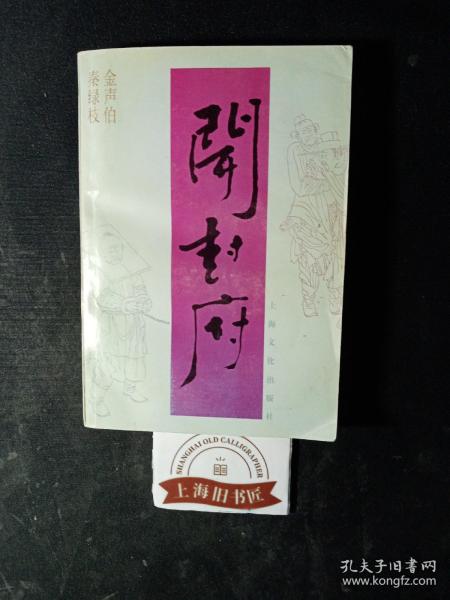 金声伯
秦绿枝
開封府
上海文化出版社
SHANGHAI OLD CALLIGRAPHER
上海旧书匠
孔夫子旧书网
www.kongfz.com